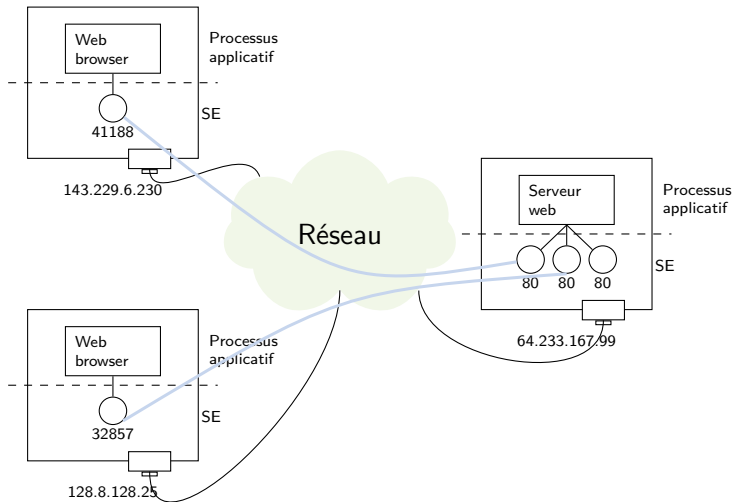 Web
browser
Processus
applicatif
SE
41188
143.229.6.230
Réseau
Serveur
web
Processus
applicatif
SE
80 80 80
64.233.167.99
Web
browser
Processus
applicatif
SE
32857
128.8.128.25